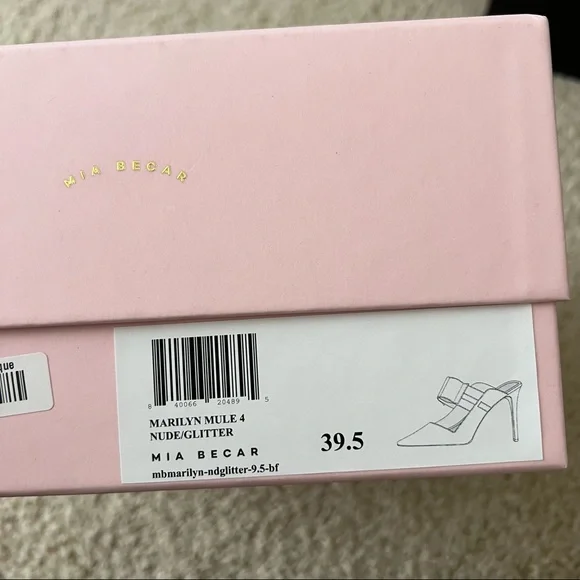 MIA BECAR
que
8 40066 20489 5
MARILYN MULE 4
NUDE/GLITTER
MIA BECAR
39.5
mbmarilyn-ndglitter-9.5-bf